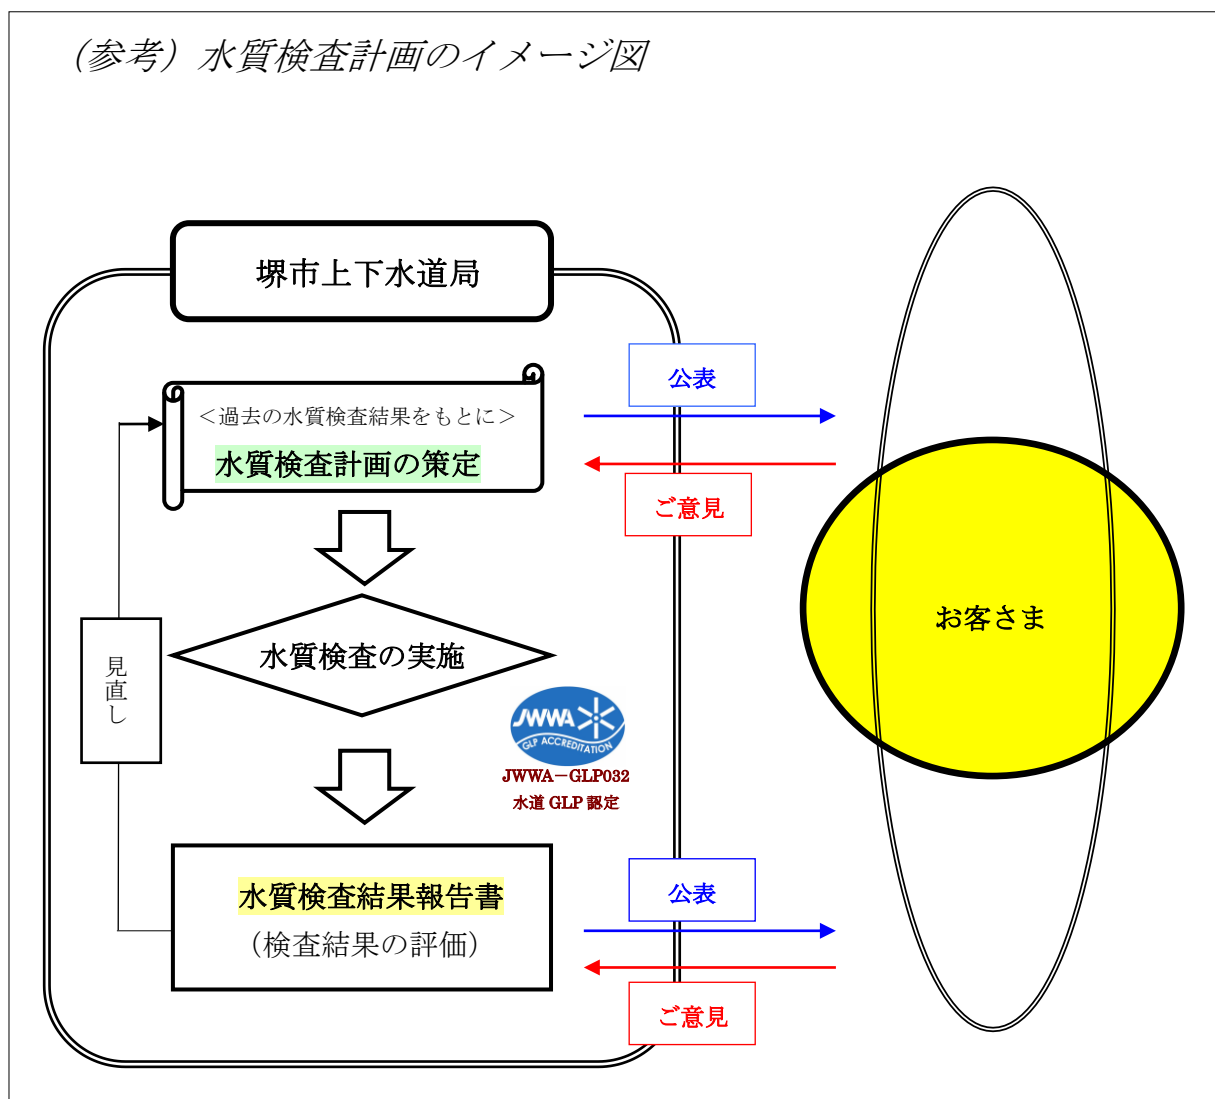 （参考）水質検査計画のイメージ図
堺市上下水道局
公表
＜過去の水質検査結果をもとに＞
水質検査計画の策定
ご意見
お客さま
水質検査の実施
見直し
JWWA
GLP ACCREDITATION
JWWA－GLP032
水道 GLP 認定
公表
水質検査結果報告書
（検査結果の評価）
ご意見